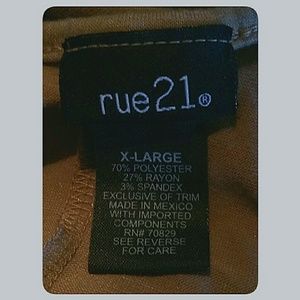 rue21®
X-LARGE
70% POLYESTER
27% RAYON
3% SPANDEX
EXCLUSIVE OF TRIM
MADE IN MEXICO
WITH IMPORTED
COMPONENTS
RN# 70829
SEE REVERSE
FOR CARE